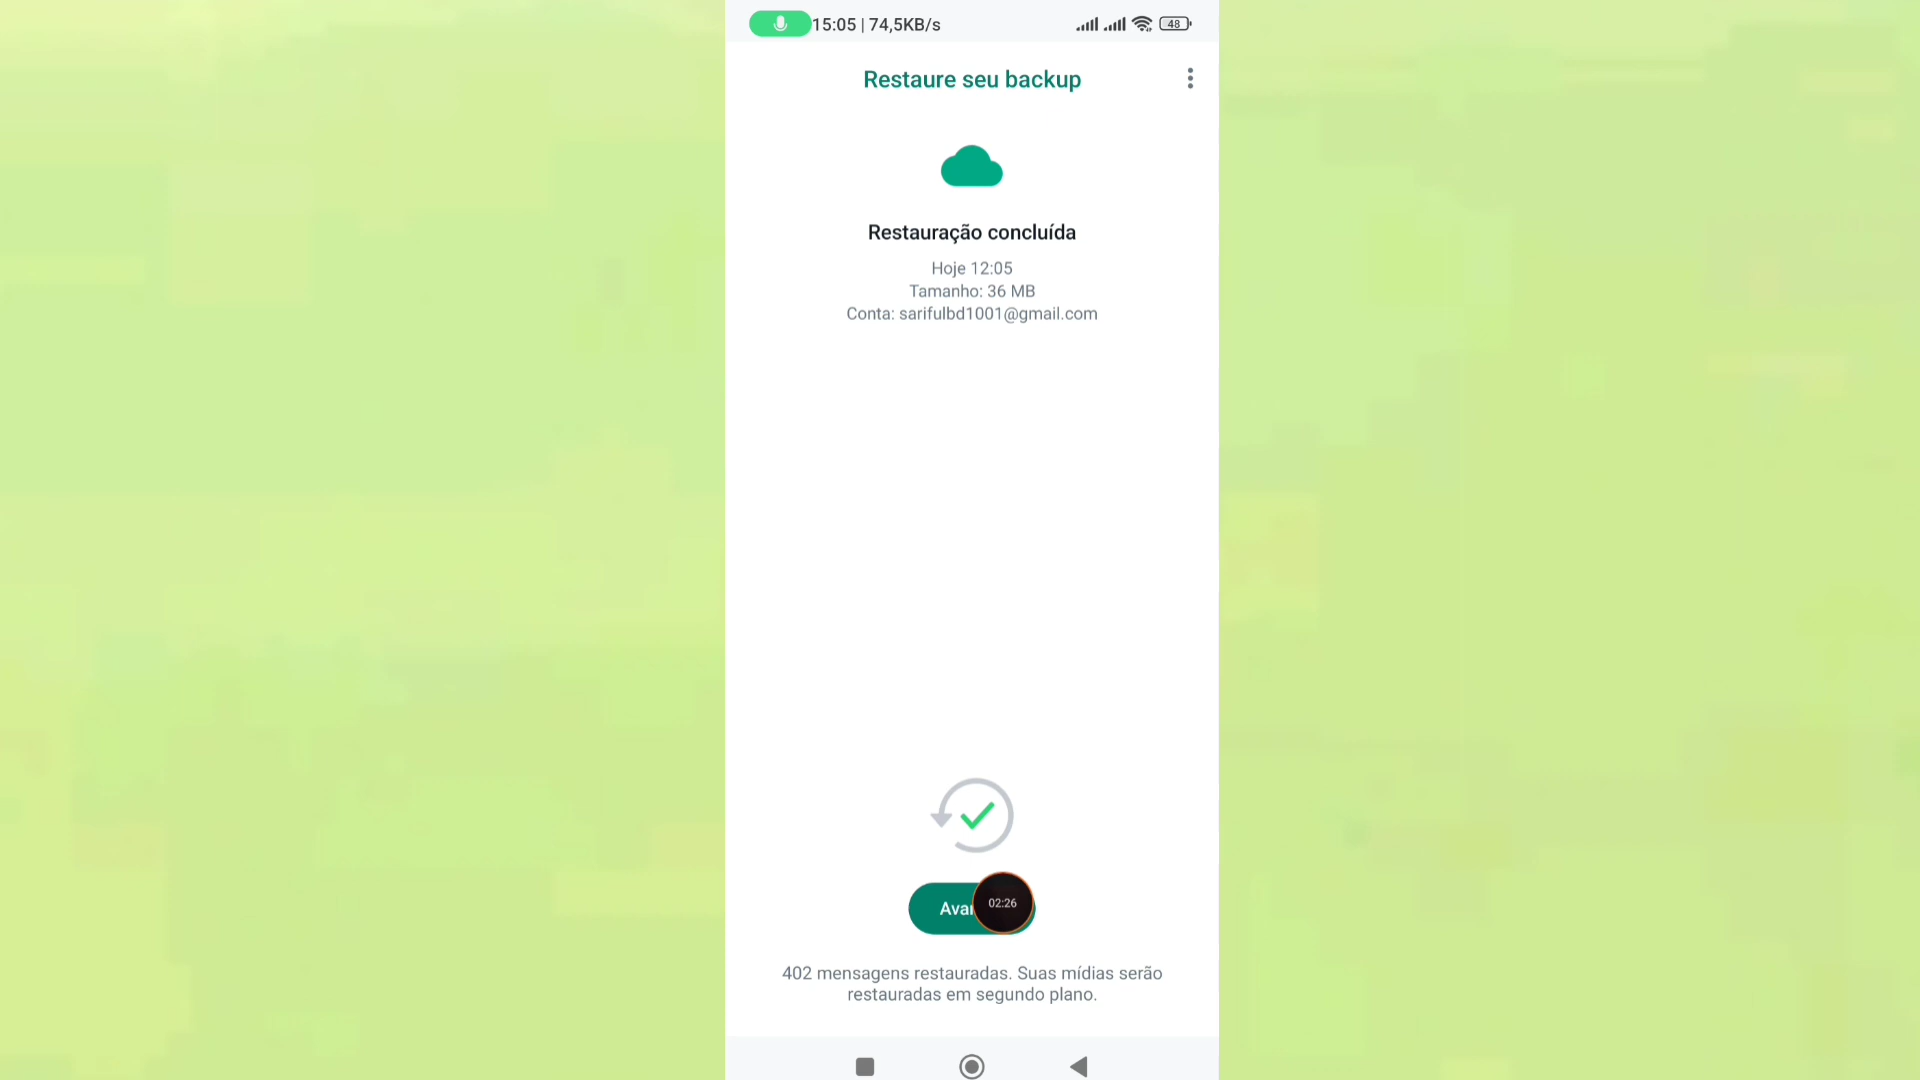 15:05 | 74,5KB/s
48
Restaure seu backup
Restauração concluída
Hoje 12:05
Tamanho: 36 MB
Conta: sarifulbd1001@gmail.com
02:26
402 mensagens restauradas. Suas mídias serão
restauradas em segundo plano.